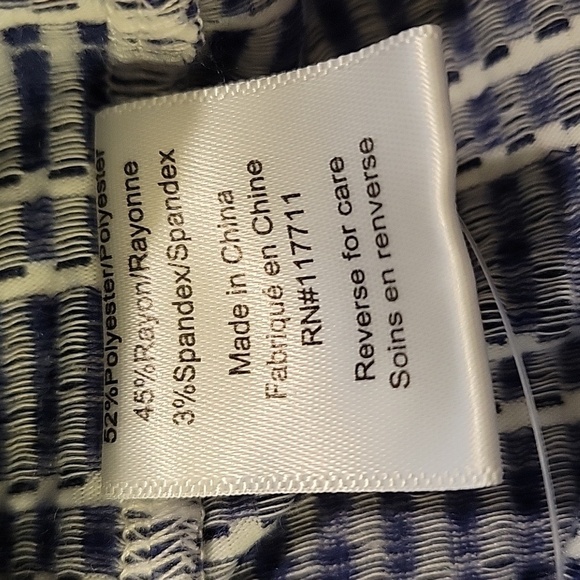 52%Polyester/Polyester
45%Rayon/Rayonne
3%Spandex/Spandex
Made in China
Fabriqué en Chine
RN#117711
Reverse for care
Soins en renverse